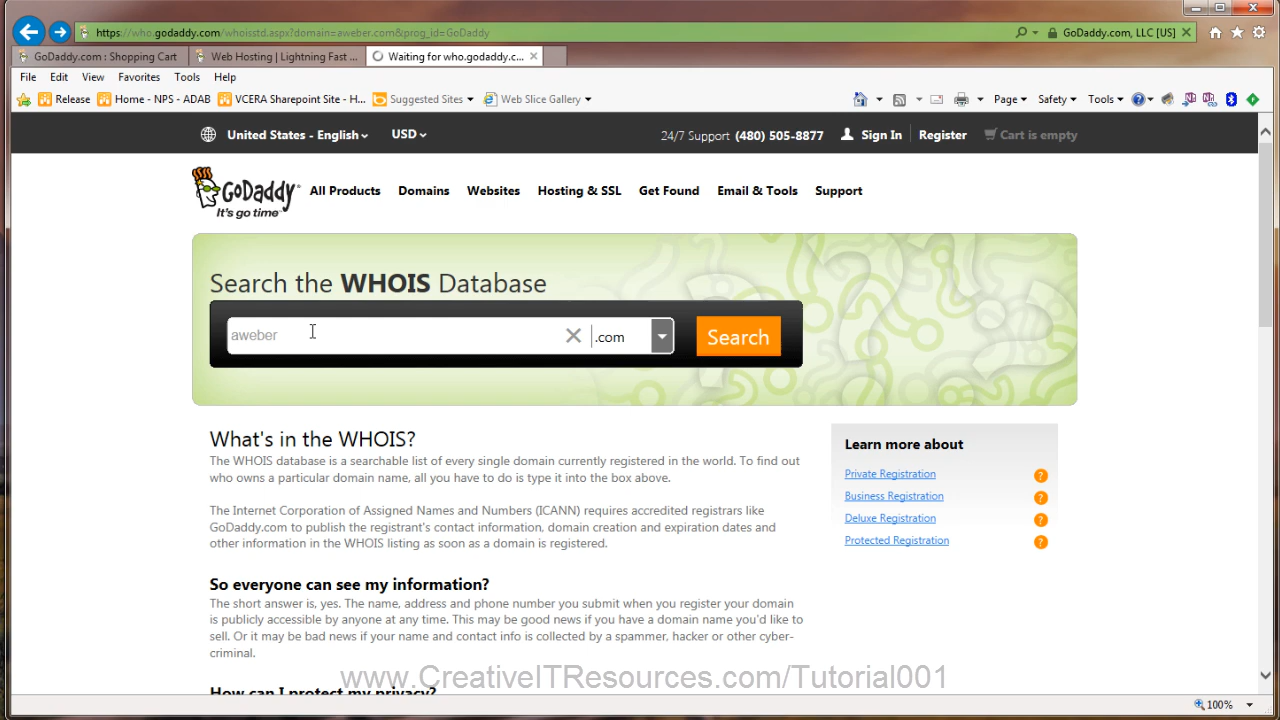 https://who.godaddy.com/whoisstd.aspx?domain=aweber.com&prog_id=GoDaddy
GoDaddy.com, LLC [US]
GoDaddy.com : Shopping Cart
Web Hosting | Lightning Fast ...
Waiting for who.godaddy.c...
File Edit View Favorites Tools Help
Release Home - NPS - ADAB VCERA Sharepoint Site - H... Suggested Sites Web Slice Gallery Page Safety Tools
United States - English USD 24/7 Support (480) 505-8877 Sign In Register Cart is empty
GoDaddy
It's go time
All Products Domains Websites Hosting & SSL Get Found Email & Tools Support
Search the WHOIS Database
aweber .com Search
What's in the WHOIS?
The WHOIS database is a searchable list of every single domain currently registered in the world. To find out
who owns a particular domain name, all you have to do is type it into the box above.
The Internet Corporation of Assigned Names and Numbers (ICANN) requires accredited registrars like
GoDaddy.com to publish the registrant's contact information, domain creation and expiration dates and
other information in the WHOIS listing as soon as a domain is registered.
So everyone can see my information?
The short answer is, yes. The name, address and phone number you submit when you register your domain
is publicly accessible by anyone at any time. This may be good news if you have a domain name you'd like to
sell. Or it may be bad news if your name and contact info is collected by a spammer, hacker or other cyber-
criminal.
How can I protect my privacy?
Learn more about
Private Registration ?
Business Registration ?
Deluxe Registration ?
Protected Registration ?
www.CreativeITResources.com/Tutorial001
100%